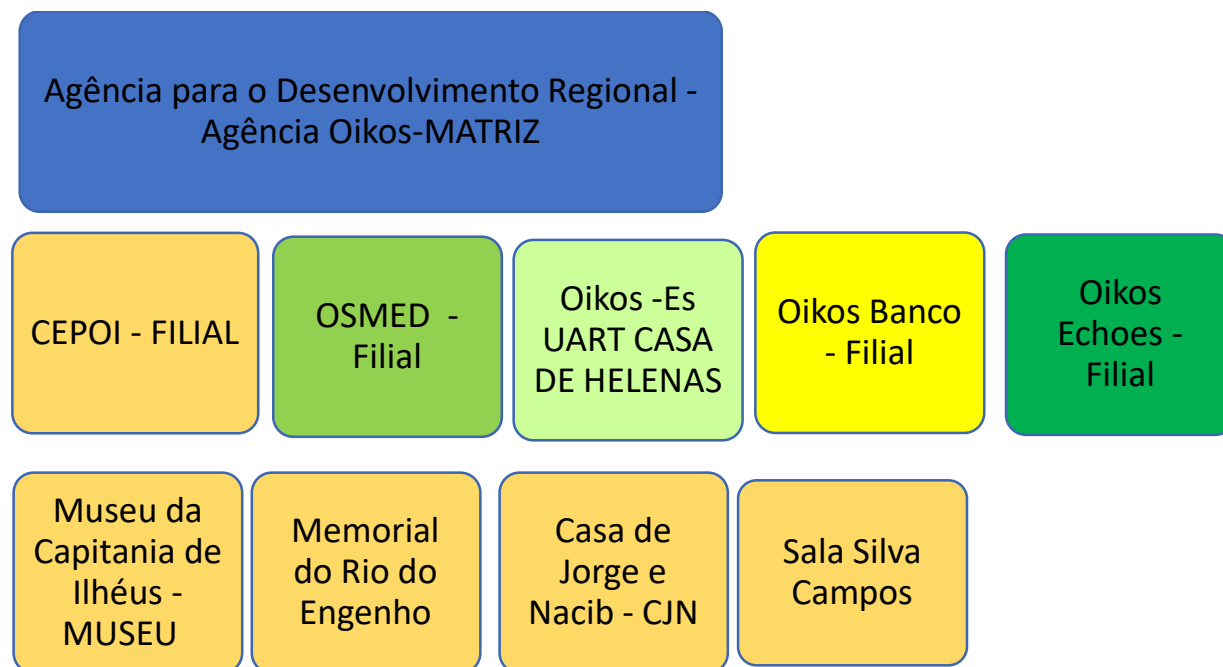 Agência para o Desenvolvimento Regional -
Agência Oikos-MATRIZ
CEPOI - FILIAL
OSMED -
Filial
Oikos -Es
UART CASA
DE HELENAS
Oikos Banco
- Filial
Oikos
Echoes -
Filial
Museu da
Capitania de
Ilhéus -
MUSEU
Memorial
do Rio do
Engenho
Casa de
Jorge e
Nacib - CJN
Sala Silva
Campos